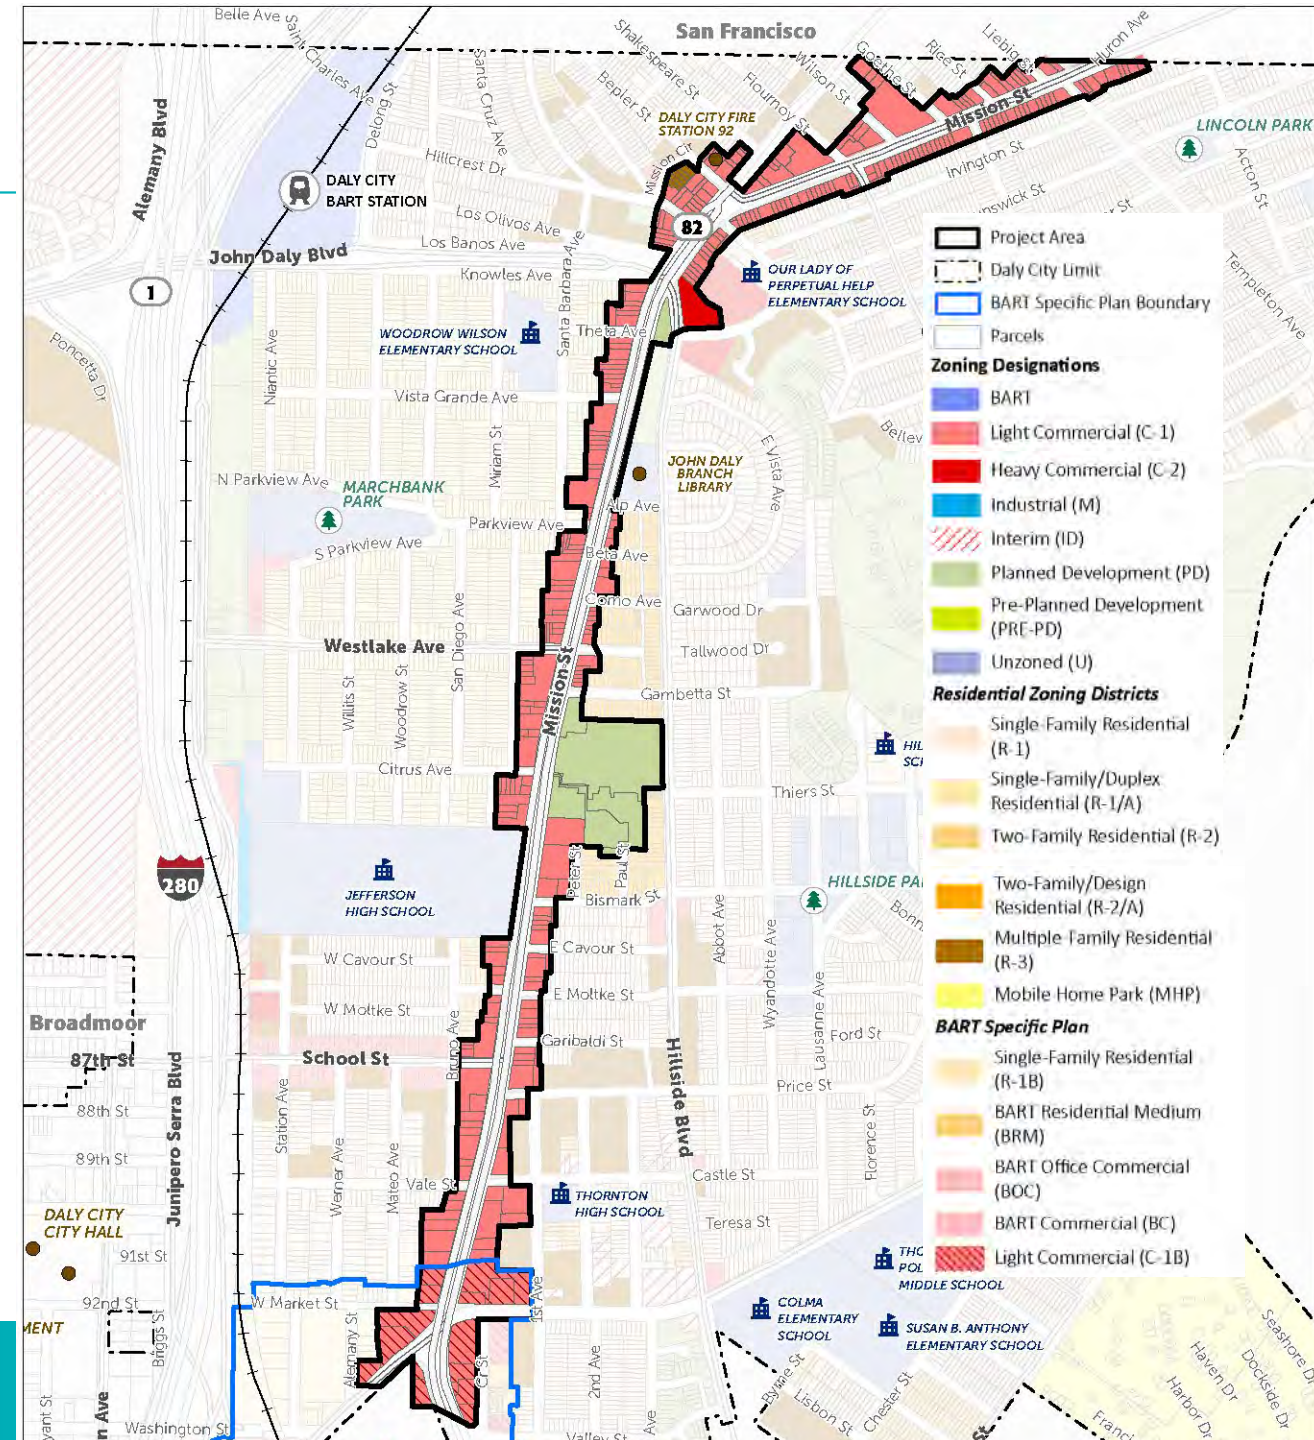 San Francisco
Belle Ave
Saint Charles Ave
Delong St
Santa Cruz Ave
Shakespeare St
Bepler St
Flournoy St
Wilson St
Goethe St
Rice St
Liebig St
Huron Ave
Mission St
DALY CITY FIRE
STATION 92
Mission Cir
LINCOLN PARK
Acton St
Irvington St
Templeton Ave
Alemany Blvd
Hillcrest Dr
DALY CITY
BART STATION
Los Olivos Ave
Los Banos Ave
82
John Daly Blvd
Knowles Ave
Santa Barbara Ave
1
OUR LADY OF
PERPETUAL HELP
ELEMENTARY SCHOOL
WOODROW WILSON
ELEMENTARY SCHOOL
Theta Ave
Poncetta Dr
Niantic Ave
Vista Grande Ave
Miriam St
E Vista Ave
JOHN DALY
BRANCH
LIBRARY
N Parkview Ave
MARCHBANK
PARK
Alp Ave
Parkview Ave
S Parkview Ave
Beta Ave
Como Ave
Garwood Dr
San Diego Ave
Westlake Ave
Tallwood Dr
Mission St
Willits St
Woodrow St
Gambetta St
Citrus Ave
Thiers St
280
JEFFERSON
HIGH SCHOOL
Peter St
Paul St
HILLSIDE PA
Bismark St
Abbot Ave
Wyandotte Ave
Lausanne Ave
W Cavour St
E Cavour St
W Moltke St
E Moltke St
Broadmoor
87th St
School St
Bruno Ave
Garibaldi St
Ford St
Hillside Blvd
Price St
88th St
89th St
Junipero Serra Blvd
Station Ave
Werner Ave
Mateo Ave
Vale St
Castle St
Florence St
THORNTON
HIGH SCHOOL
Teresa St
DALY CITY
CITY HALL
91st St
92nd St
MENT
Briggs St
W Market St
Alemany St
1st Ave
2nd Ave
Washington St
Valley St
n Ave
COLMA
ELEMENTARY
SCHOOL
MIDDLE SCHOOL
SUSAN B. ANTHONY
ELEMENTARY SCHOOL
Lisbon St
Chester St
Haven Dr
Harbor Dr
Dockside Dr
Seashore Dr
Project Area
Daly City Limit
BART Specific Plan Boundary
Parcels
Zoning Designations
BART
Light Commercial (C-1)
Heavy Commercial (C-2)
Industrial (M)
Interim (ID)
Planned Development (PD)
Pre-Planned Development
(PRE-PD)
Unzoned (U)
Residential Zoning Districts
Single-Family Residential
(R-1)
Single-Family/Duplex
Residential (R-1/A)
Two-Family Residential (R-2)
Two-Family/Design
Residential (R-2/A)
Multiple-Family Residential
(R-3)
Mobile Home Park (MHP)
BART Specific Plan
Single-Family Residential
(R-1B)
BART Residential Medium
(BRM)
BART Office Commercial
(BOC)
BART Commercial (BC)
Light Commercial (C-1B)